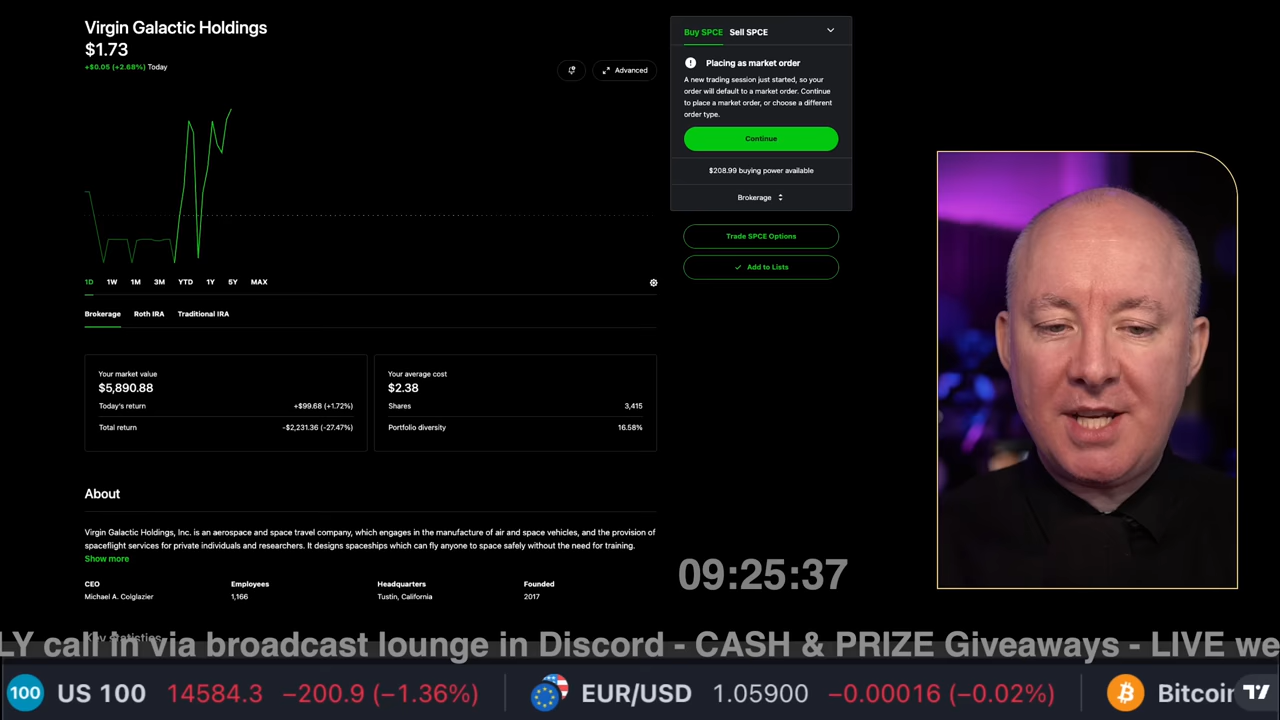 Virgin Galactic Holdings
$1.73
+$0.05 (+2.68%) Today
Advanced
1D 1W 1M 3M YTD 1Y 5Y MAX
Brokerage Roth IRA Traditional IRA
Your market value
$5,890.88
Today's return +$99.68 (+1.72%)
Total return -$2,231.36 (-27.47%)
Your average cost
$2.38
Shares 3,415
Portfolio diversity 16.58%
About
Virgin Galactic Holdings, Inc. is an aerospace and space travel company, which engages in the manufacture of air and space vehicles, and the provision of
spaceflight services for private individuals and researchers. It designs spaceships which can fly anyone to space safely without the need for training.
Show more
CEO Employees Headquarters Founded
Michael A. Colglazier 1,166 Tustin, California 2017
Key statistics
Buy SPCE Sell SPCE
Placing as market order
A new trading session just started, so your
order will default to a market order. Continue
to place a market order, or choose a different
order type.
Continue
$208.99 buying power available
Brokerage
Trade SPCE Options
Add to Lists
09:25:37
LY call in via broadcast lounge in Discord - CASH & PRIZE Giveaways - LIVE we
100 US 100 14584.3 −200.9 (−1.36%) EUR/USD 1.05900 −0.00016 (−0.02%) Bitcoin